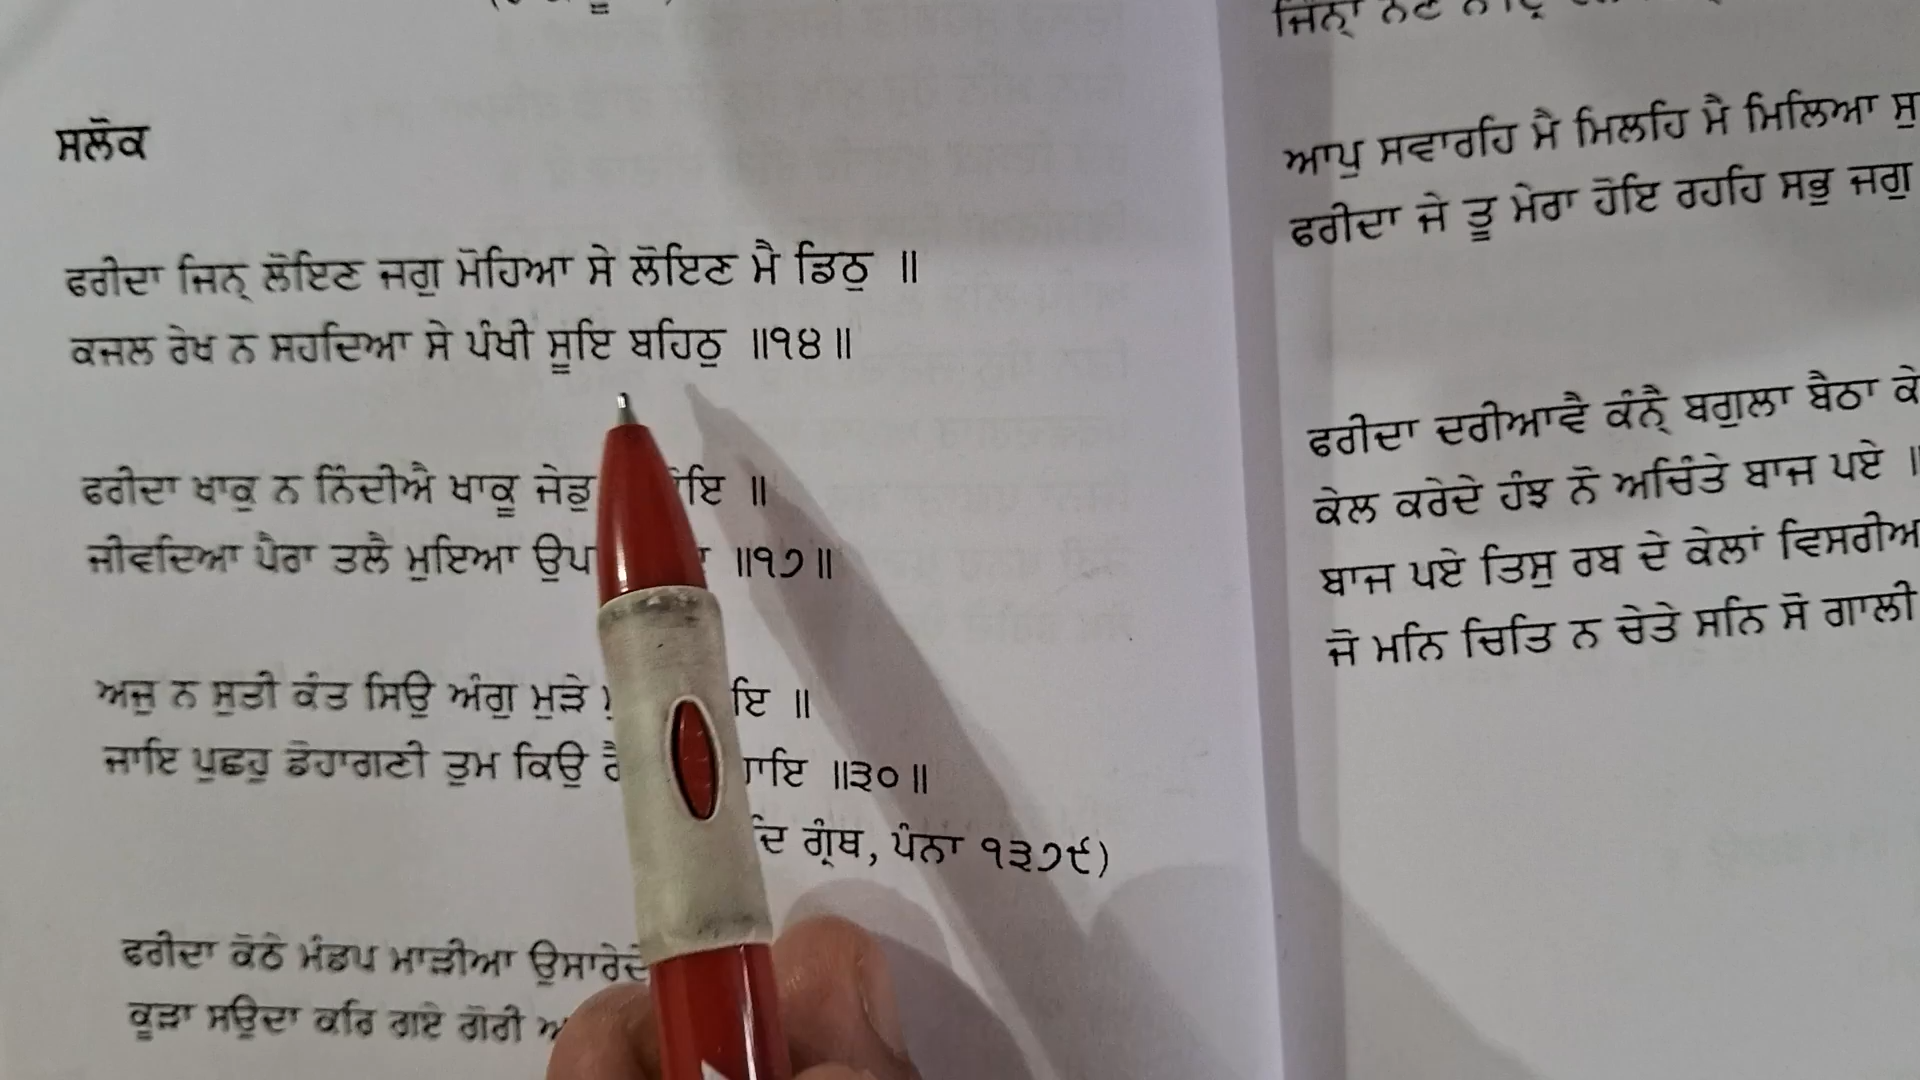 ਸਲੋਕ
ਫਰੀਦਾ ਜਿਨ੍ ਲੋਇਣ ਜਗੁ ਮੋਹਿਆ ਸੇ ਲੋਇਣ ਮੈ ਡਿਠੁ ॥
ਕਜਲ ਰੇਖ ਨ ਸਹਦਿਆ ਸੇ ਪੰਖੀ ਸੂਇ ਬਹਿਠੁ ॥੧੪॥
ਫਰੀਦਾ ਖਾਕੁ ਨ ਨਿੰਦੀਐ ਖਾਕੂ ਜੇਡੁ ॥
ਜੀਵਦਿਆ ਪੈਰਾ ਤਲੈ ਮੁਇਆ ॥੧੭॥
ਅਜੁ ਨ ਸੁਤੀ ਕੰਤ ਸਿਉ ਅੰਗੁ ਮੁੜੇ ॥
ਜਾਇ ਪੁਛਹੁ ਡੋਹਾਗਣੀ ਤੁਮ ਕਿਉ ॥੩੦॥
ਗ੍ਰੰਥ, ਪੰਨਾ ੧੩੭੯)
ਫਰੀਦਾ ਕੋਠੇ ਮੰਡਪ ਮਾੜੀਆ ਉਸਾਰੇਦੇ
ਕੂੜਾ ਸਉਦਾ ਕਰਿ ਗਏ ਗੋਰੀ
ਆਪੁ ਸਵਾਰਹਿ ਮੈ ਮਿਲਹਿ ਮੈ ਮਿਲਿਆ
ਫਰੀਦਾ ਜੇ ਤੂ ਮੇਰਾ ਹੋਇ ਰਹਹਿ ਸਭੁ ਜਗੁ
ਫਰੀਦਾ ਦਰੀਆਵੈ ਕੰਨ੍ਹੈ ਬਗੁਲਾ ਬੈਠਾ
ਕੇਲ ਕਰੇਦੇ ਹੰਝ ਨੋ ਅਚਿੰਤੇ ਬਾਜ ਪਏ ॥
ਬਾਜ ਪਏ ਤਿਸੁ ਰਬ ਦੇ ਕੇਲਾਂ
ਜੋ ਮਨਿ ਚਿਤਿ ਨ ਚੇਤੇ ਸਨਿ ਸੋ ਗਾਲੀ